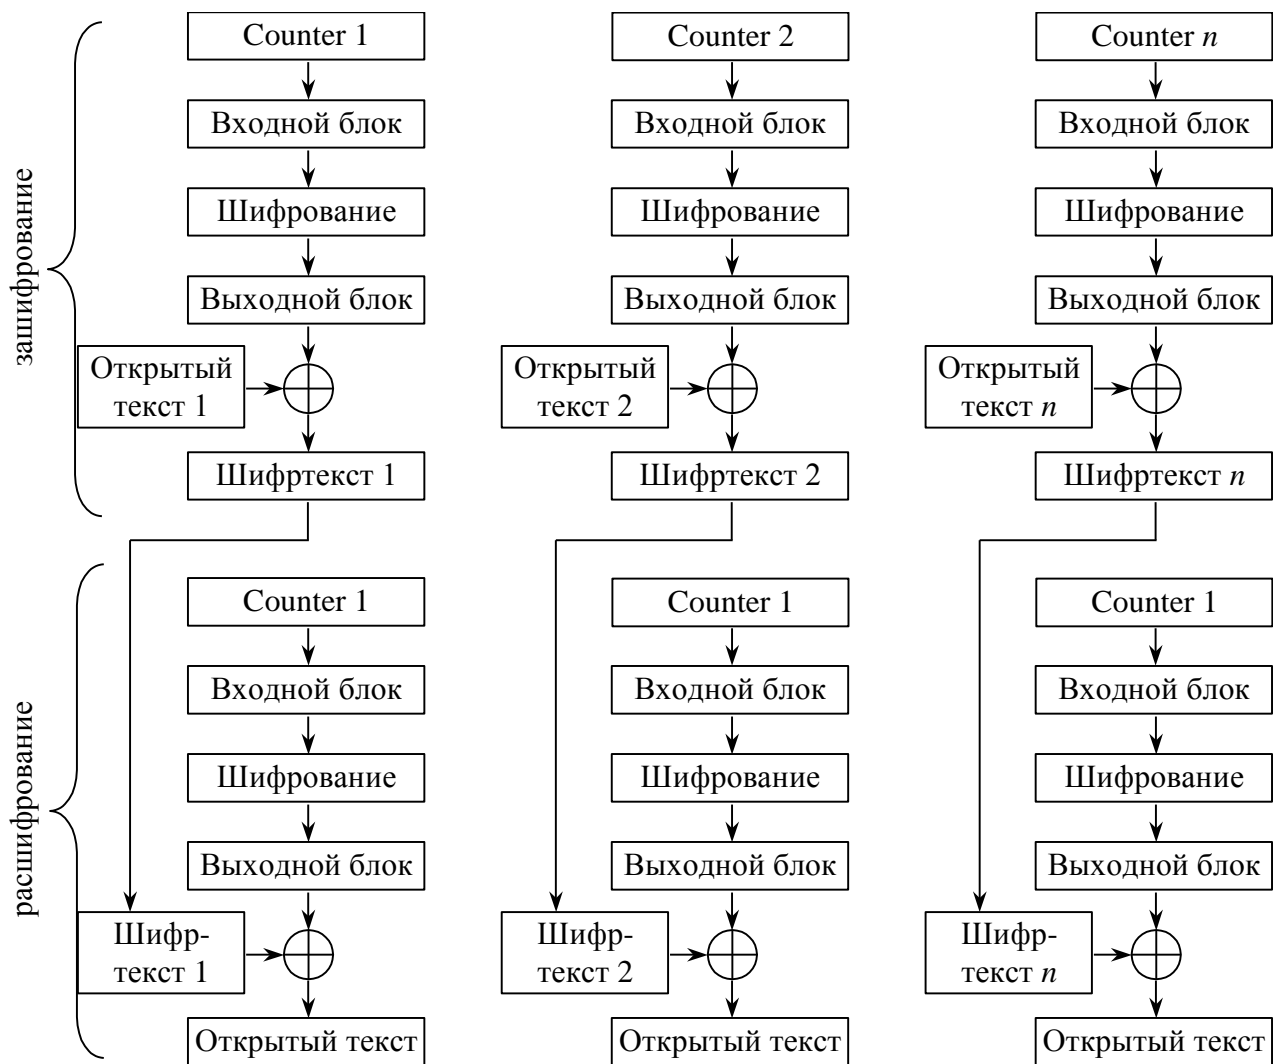 зашифрование
Counter 1
Counter 2
Counter n
Входной блок
Входной блок
Входной блок
Шифрование
Шифрование
Шифрование
Выходной блок
Выходной блок
Выходной блок
Открытый
текст 1
Открытый
текст 2
Открытый
текст n
Шифртекст 1
Шифртекст 2
Шифртекст n
расшифрование
Counter 1
Counter 1
Counter 1
Входной блок
Входной блок
Входной блок
Шифрование
Шифрование
Шифрование
Выходной блок
Выходной блок
Выходной блок
Шифр-
текст 1
Шифр-
текст 2
Шифр-
текст n
Открытый текст
Открытый текст
Открытый текст